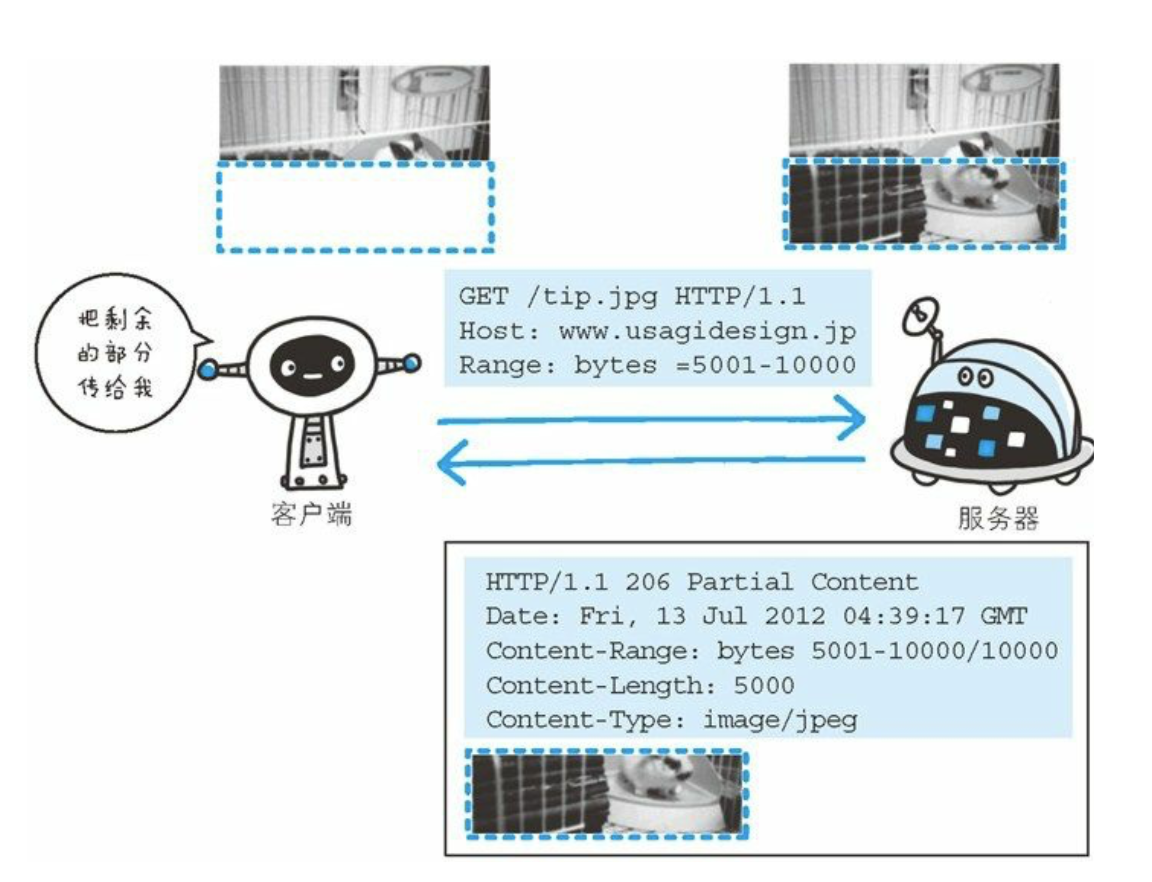 把剩余
的部分
传给我
GET /tip.jpg HTTP/1.1
Host: www.usagidesign.jp
Range: bytes =5001-10000
客户端
服务器
HTTP/1.1 206 Partial Content
Date: Fri, 13 Jul 2012 04:39:17 GMT
Content-Range: bytes 5001-10000/10000
Content-Length: 5000
Content-Type: image/jpeg